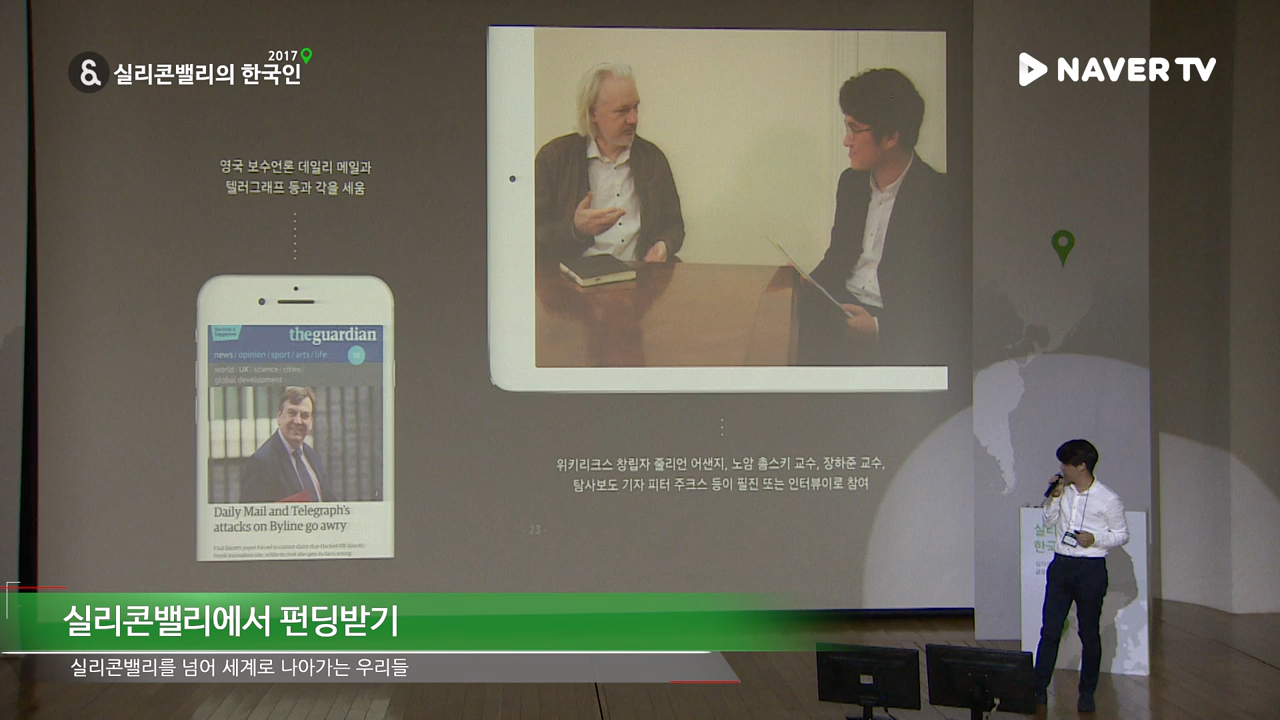 2017
실리콘밸리의 한국인
NAVER TV
영국 보수언론 데일리 메일과
텔러그래프 등과 각을 세움
theguardian
news / opinion / sport / arts / life
world / UK / science / cities /
global development
Daily Mail and Telegraph's
attacks on Byline go awry
위키리크스 창립자 줄리언 어샌지, 노암 촘스키 교수, 장하준 교수,
탐사보도 기자 피터 주크스 등이 필진 또는 인터뷰이로 참여
- 23 -
실리
한국
실리콘밸리에서 펀딩받기
실리콘밸리를 넘어 세계로 나아가는 우리들